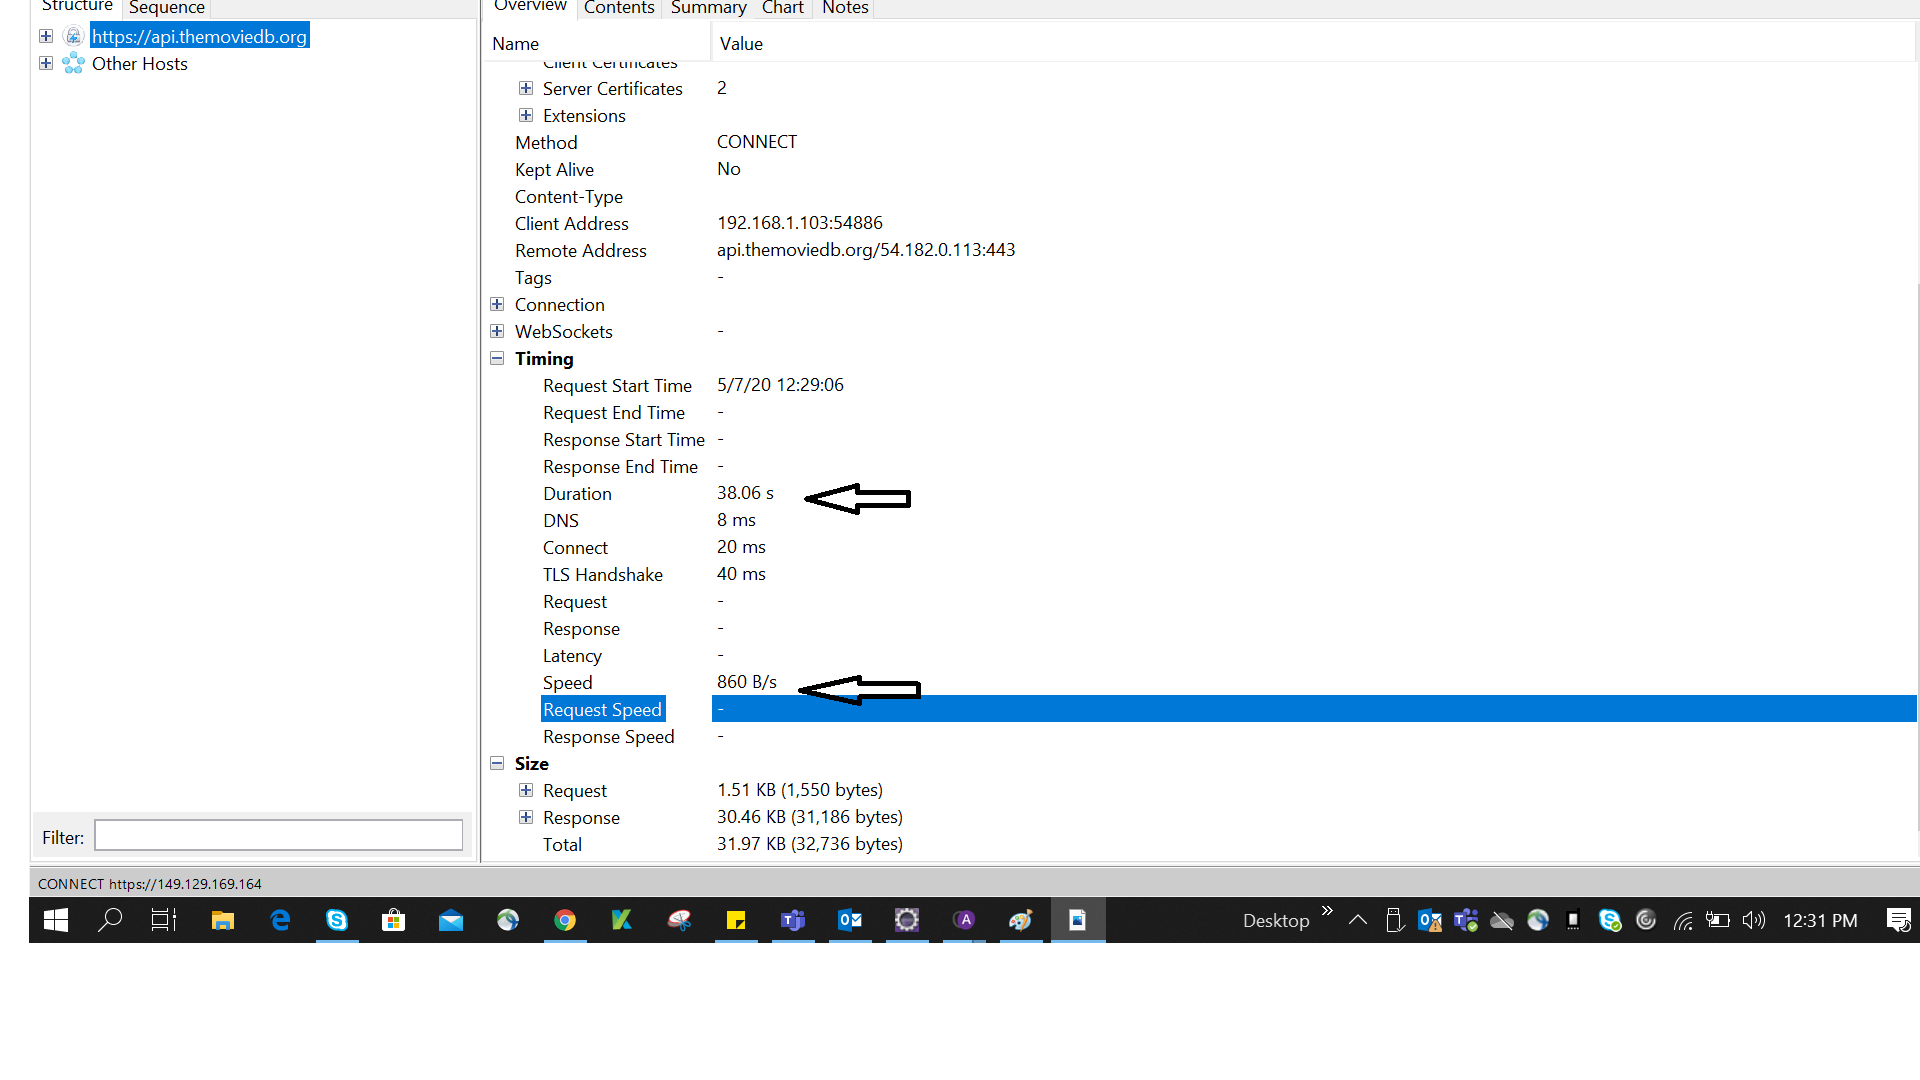 Structure
Sequence
https://api.themoviedb.org
Other Hosts
Filter:
Overview
Contents
Summary
Chart
Notes
Name Value
Client Certificates
Server Certificates 2
Extensions
Method CONNECT
Kept Alive No
Content-Type
Client Address 192.168.1.103:54886
Remote Address api.themoviedb.org/54.182.0.113:443
Tags -
Connection
WebSockets -
Timing
Request Start Time 5/7/20 12:29:06
Request End Time -
Response Start Time -
Response End Time -
Duration 38.06 s
DNS 8 ms
Connect 20 ms
TLS Handshake 40 ms
Request -
Response -
Latency -
Speed 860 B/s
Request Speed -
Response Speed -
Size
Request 1.51 KB (1,550 bytes)
Response 30.46 KB (31,186 bytes)
Total 31.97 KB (32,736 bytes)
CONNECT https://149.129.169.164
Desktop
12:31 PM